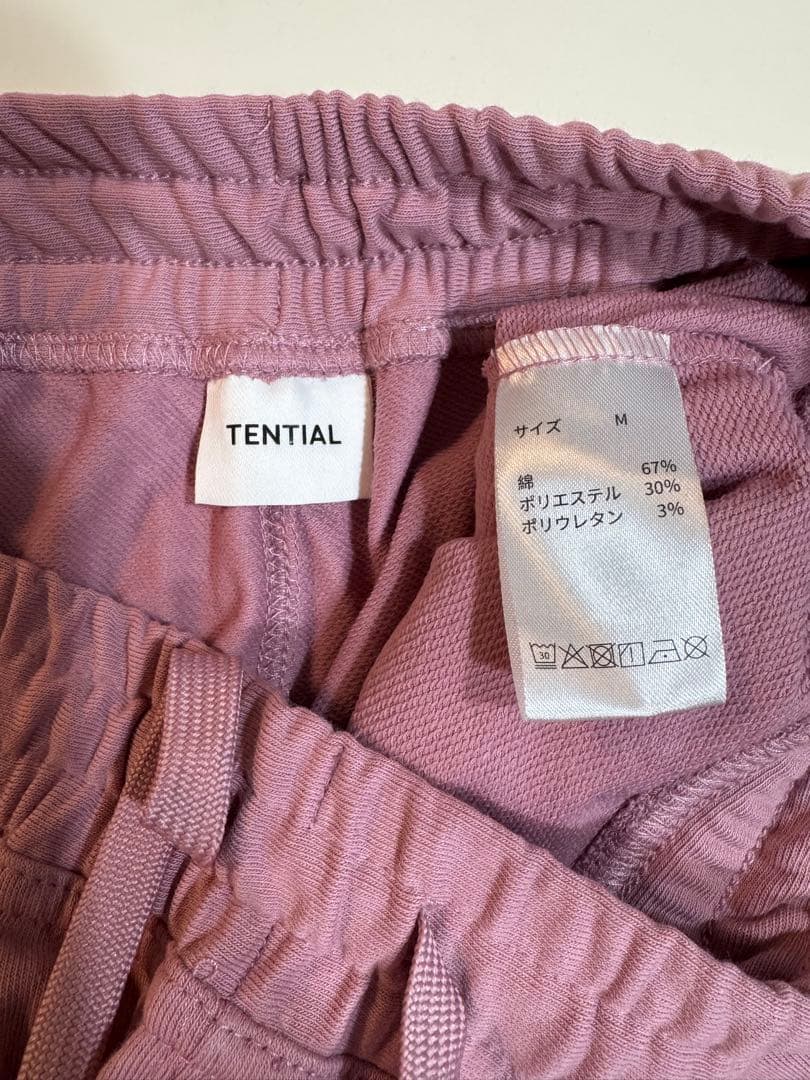 TENTIAL
サイズ M
綿 67%
ポリエステル 30%
ポリウレタン 3%
30